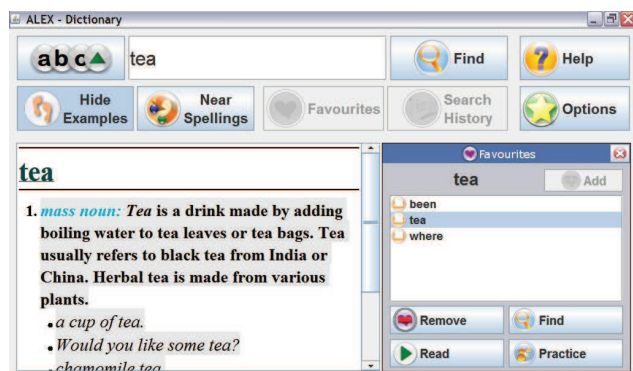 ALEX - Dictionary
abc tea Find Help
Hide Examples Near Spellings Favourites Search History Options
tea
1. mass noun: Tea is a drink made by adding
boiling water to tea leaves or tea bags. Tea
usually refers to black tea from India or
China. Herbal tea is made from various
plants.
• a cup of tea.
• Would you like some tea?
• chamomile tea
Favourites
tea Add
been
tea
where
Remove Find
Read Practice